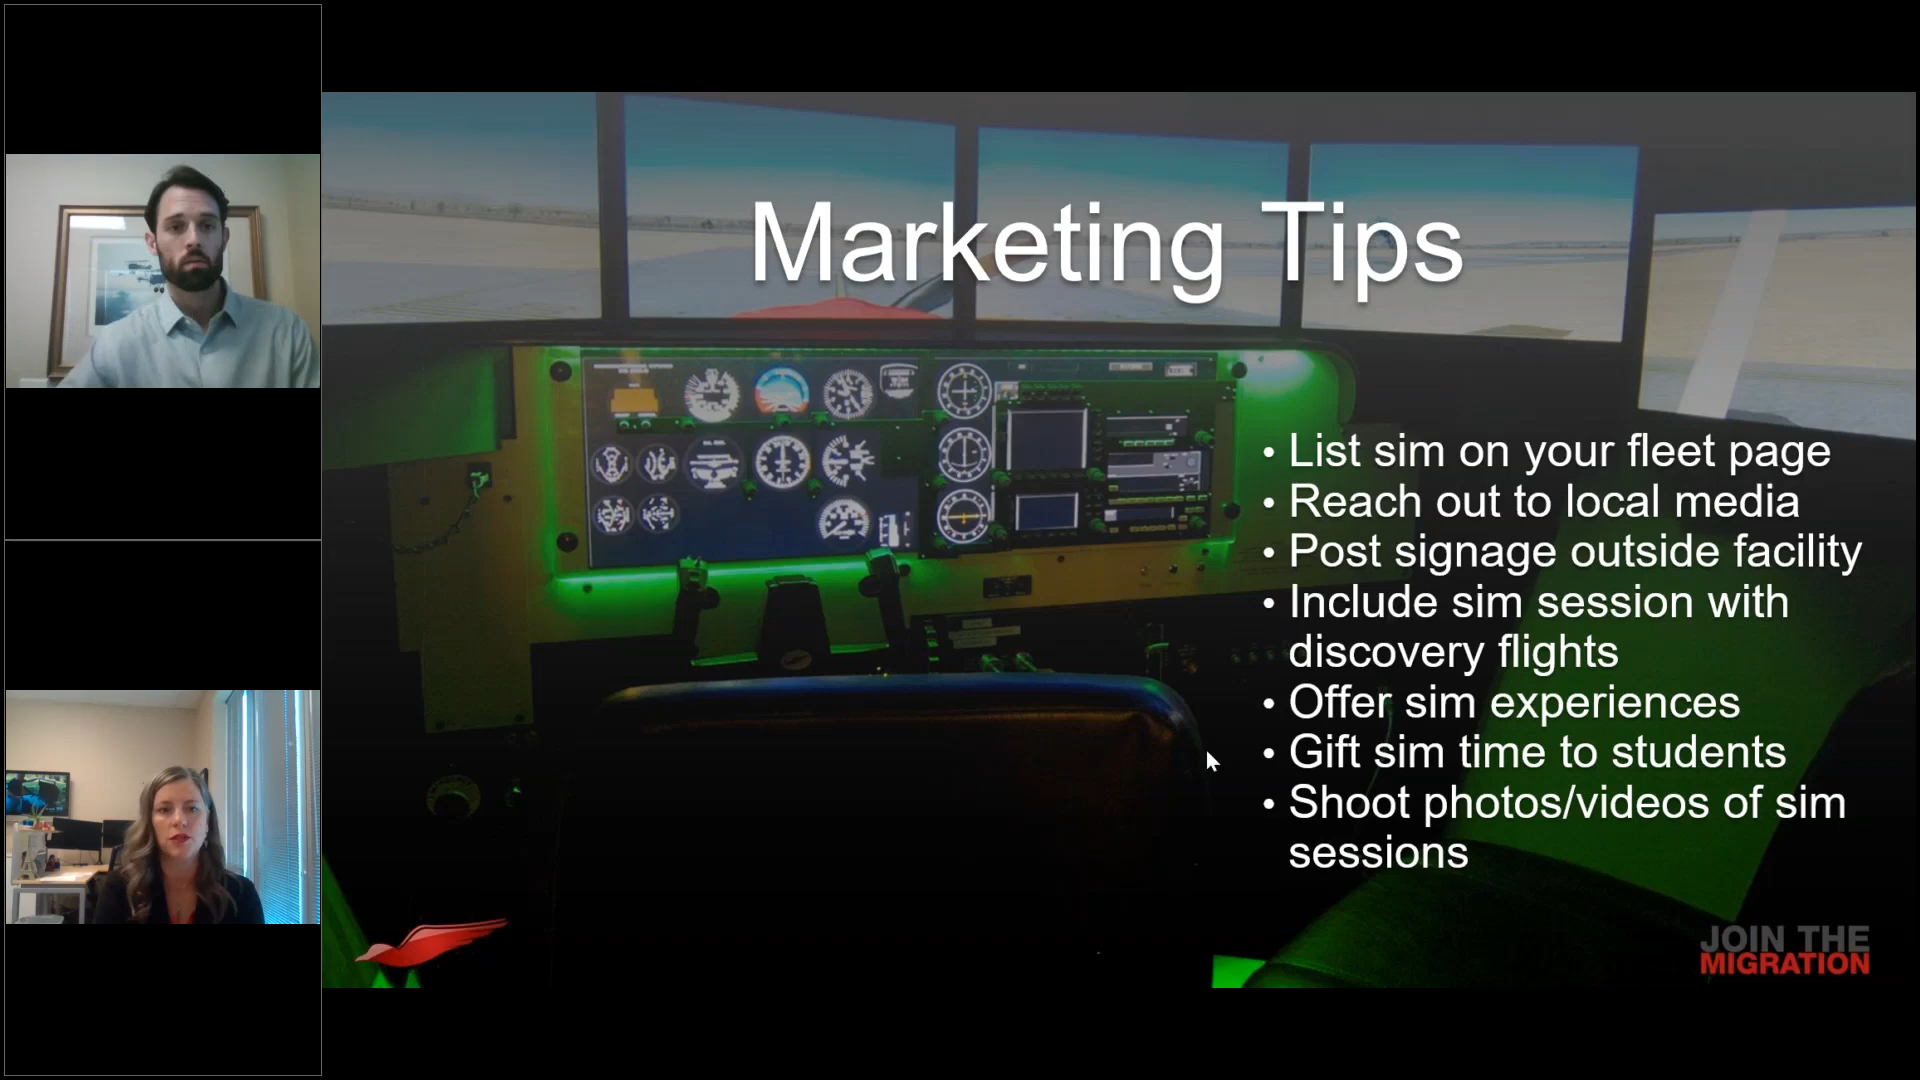 Marketing Tips
• List sim on your fleet page
• Reach out to local media
• Post signage outside facility
• Include sim session with
discovery flights
• Offer sim experiences
• Gift sim time to students
• Shoot photos/videos of sim
sessions
JOIN THE
MIGRATION